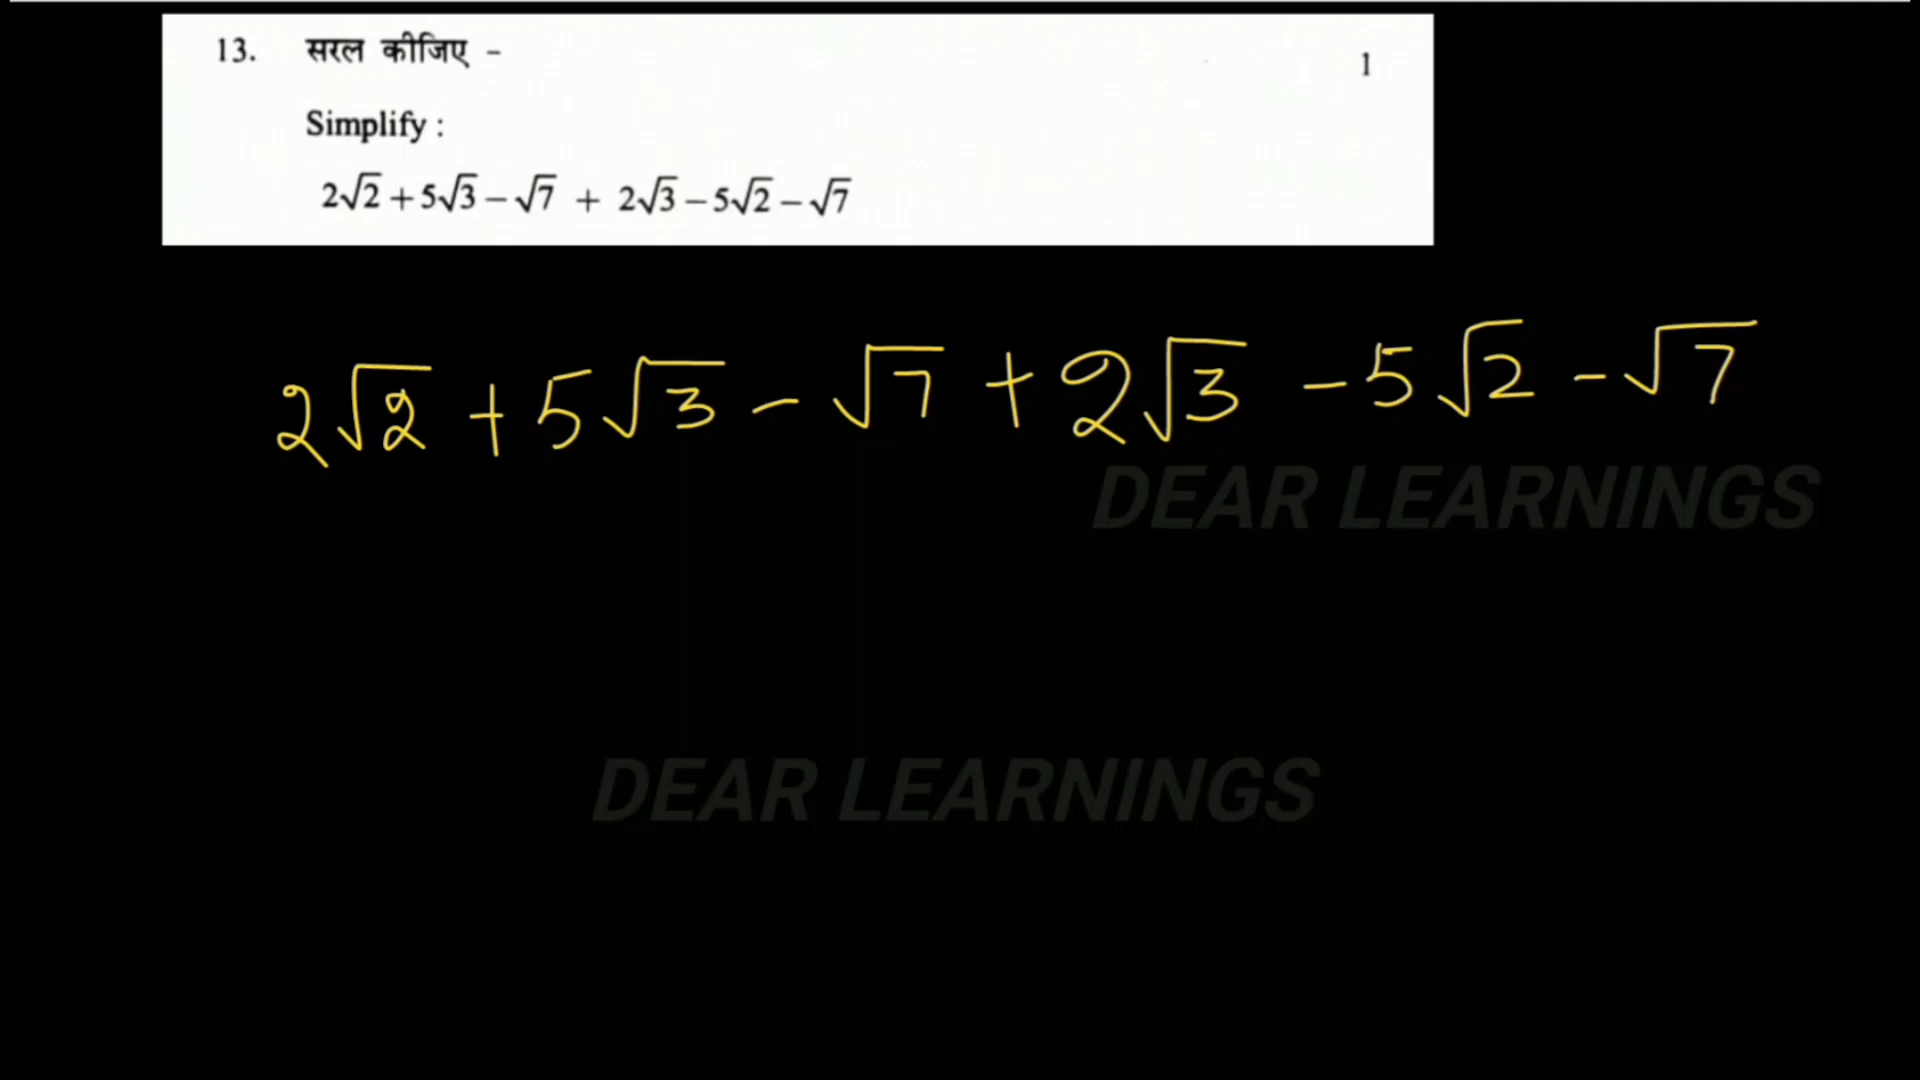 13. सरल कीजिए – 1
Simplify :
2√2 + 5√3 – √7 + 2√3 – 5√2 – √7
2√2 + 5√3 – √7 + 2√3 – 5√2 – √7
DEAR LEARNINGS
DEAR LEARNINGS